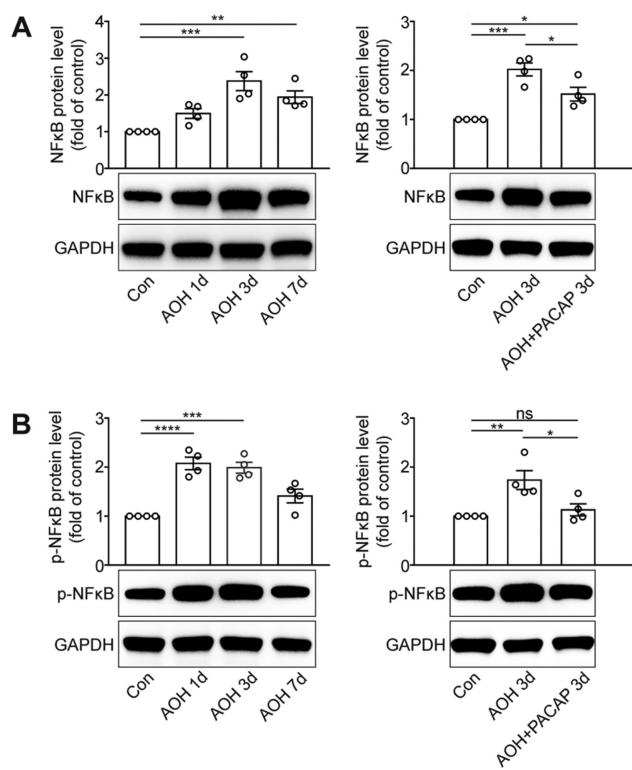 A
NFκB protein level
(fold of control)
4
3
2
1
0
**
***
NFκB
GAPDH
Con
AOH 1d
AOH 3d
AOH 7d
NFκB protein level
(fold of control)
3
2
1
0
*
***
*
NFκB
GAPDH
Con
AOH 3d
AOH+PACAP 3d
B
p-NFκB protein level
(fold of control)
3
2
1
0
***
****
p-NFκB
GAPDH
Con
AOH 1d
AOH 3d
AOH 7d
p-NFκB protein level
(fold of control)
3
2
1
0
ns
**
*
p-NFκB
GAPDH
Con
AOH 3d
AOH+PACAP 3d